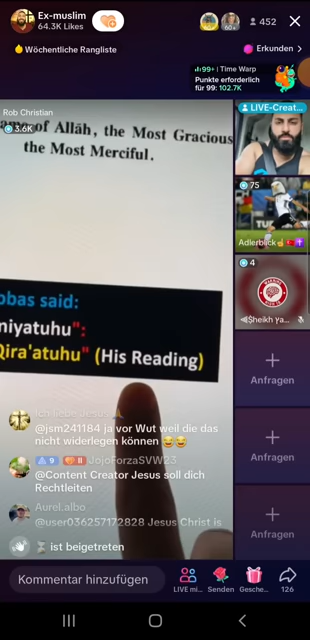 Ex-muslim
64.3K Likes
60+
452
Wöchentliche Rangliste
Erkunden >
99+ | Time Warp
Punkte erforderlich
für 99: 102.7K
Rob Christian
3.6K
of Allāh, the Most Gracious
the Most Merciful.
LIVE-Creat...
75
Adlerblick
4
Anfragen
Anfragen
Anfragen
said:
niyatuhu":
Qira'atuhu" (His Reading)
Ich liebe Jesus
@jsm241184 ja vor Wut weil die das
nicht widerlegen können
9 11 JojoForzaSVW23
@Content Creator Jesus soll dich
Rechtleiten
Aurel.albo
@user036257172828 Jesus Christ is
ist beigetreten
Kommentar hinzufügen
LIVE mi...
Senden
Gesche...
126